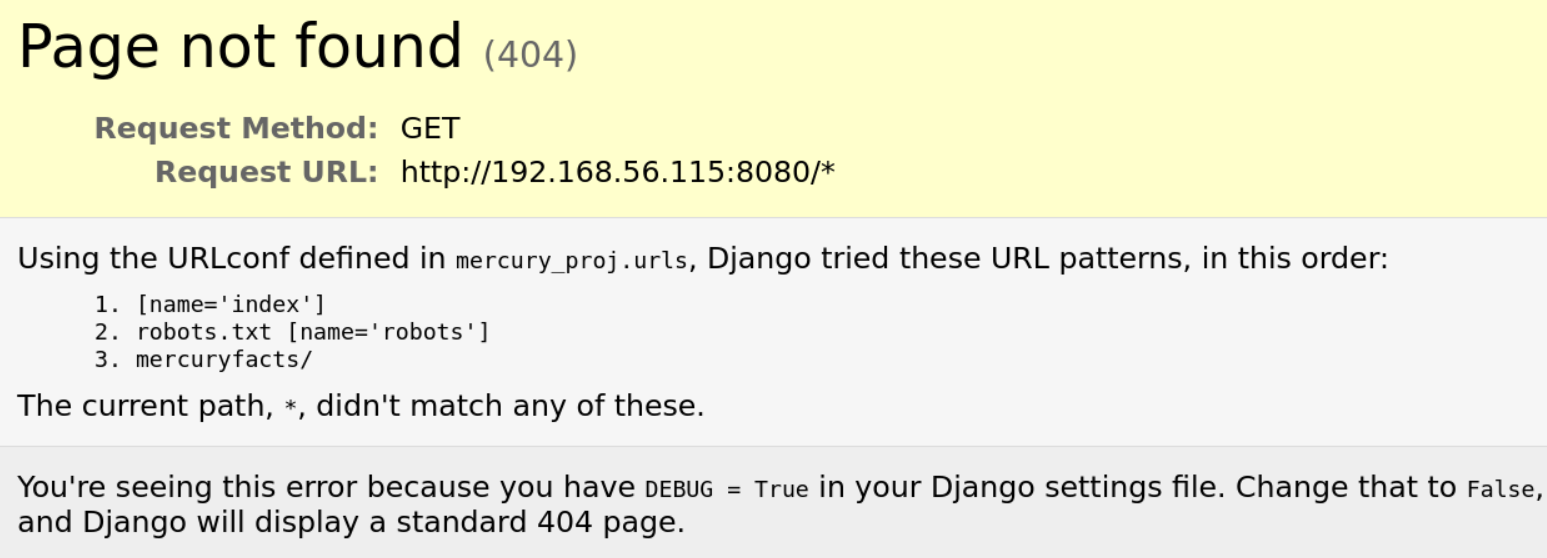 Page not found (404)
Request Method: GET
Request URL: http://192.168.56.115:8080/*
Using the URLconf defined in mercury_proj.urls, Django tried these URL patterns, in this order:
1. [name='index']
2. robots.txt [name='robots']
3. mercuryfacts/
The current path, *, didn't match any of these.
You're seeing this error because you have DEBUG = True in your Django settings file. Change that to False,
and Django will display a standard 404 page.